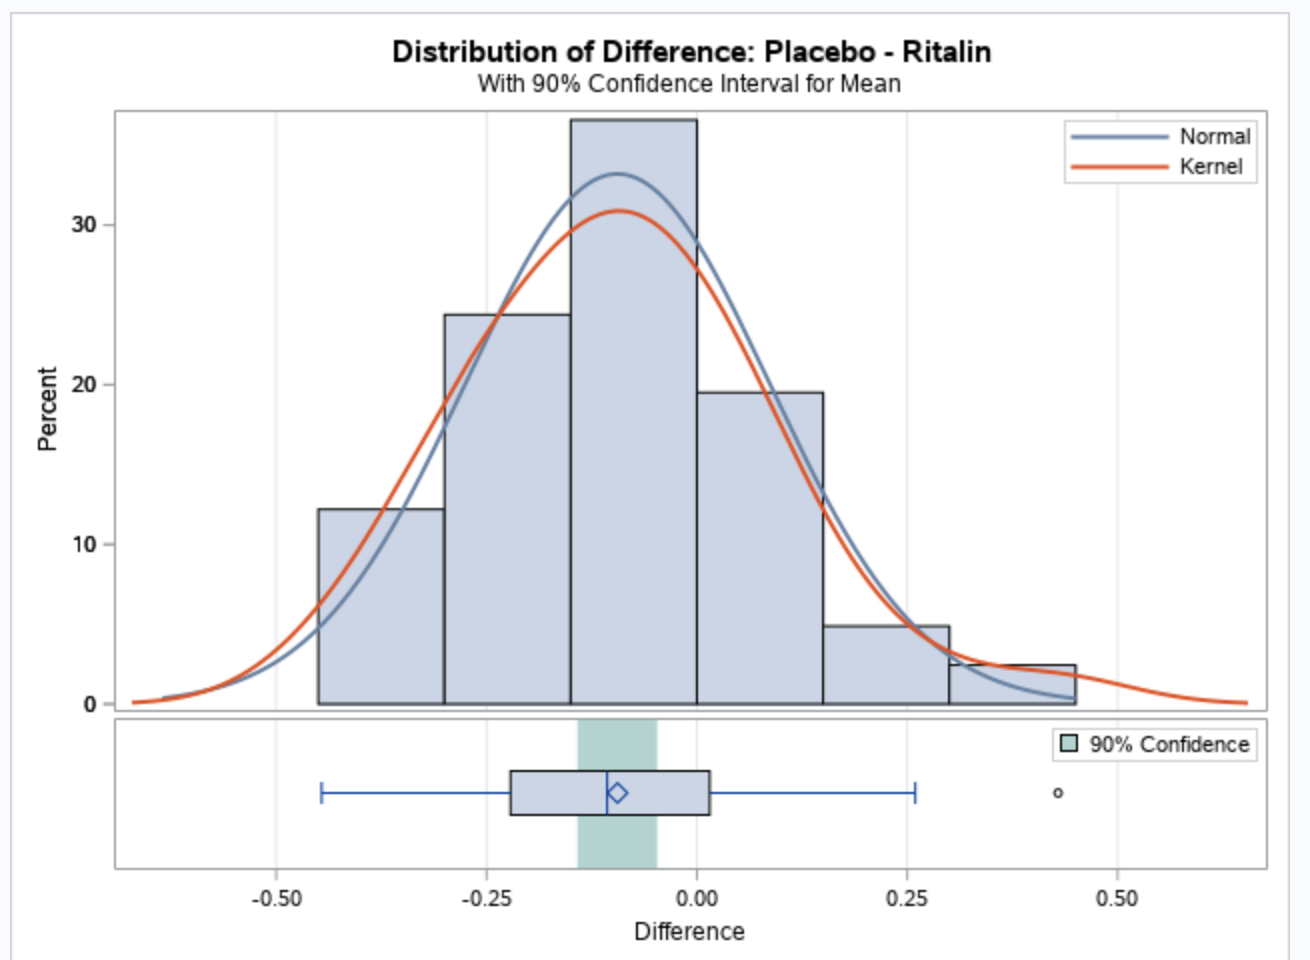 Distribution of Difference: Placebo - Ritalin
With 90% Confidence Interval for Mean
Normal
Kernel
30
20
10
0
Percent
90% Confidence
-0.50 -0.25 0.00 0.25 0.50
Difference